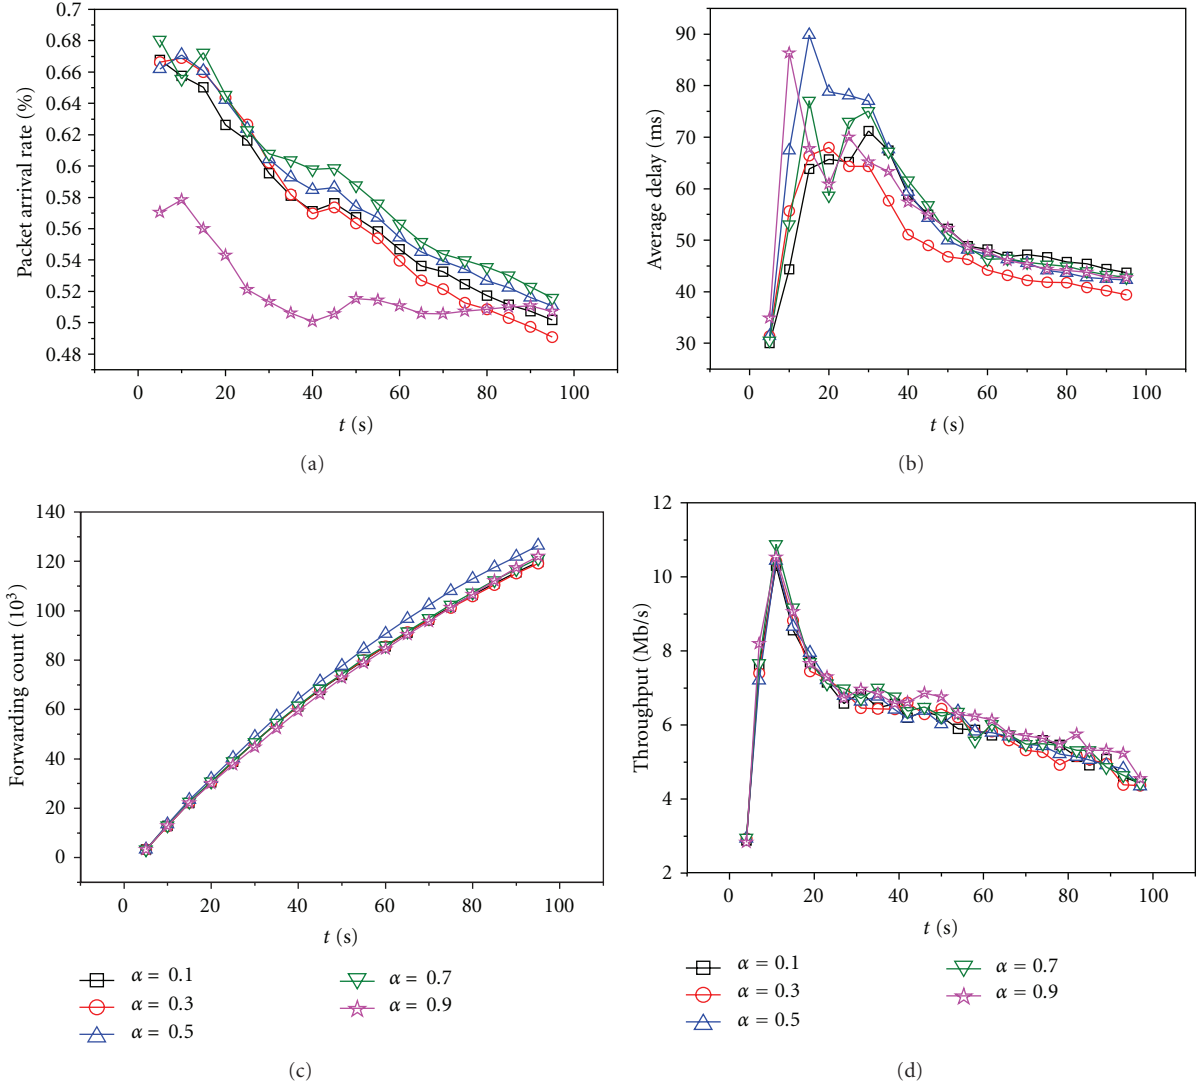 0.7
0.68
0.66
0.64
0.62
0.6
0.58
0.56
0.54
0.52
0.5
0.48
Packet arrival rate (%)
0 20 40 60 80 100
t (s)
(a)
90
80
70
60
50
40
30
Average delay (ms)
0 20 40 60 80 100
t (s)
(b)
140
120
100
80
60
40
20
0
Forwarding count (10³)
0 20 40 60 80 100
t (s)
α = 0.1 α = 0.7
α = 0.3 α = 0.9
α = 0.5
(c)
12
10
8
6
4
2
Throughput (Mb/s)
0 20 40 60 80 100
t (s)
α = 0.1 α = 0.7
α = 0.3 α = 0.9
α = 0.5
(d)